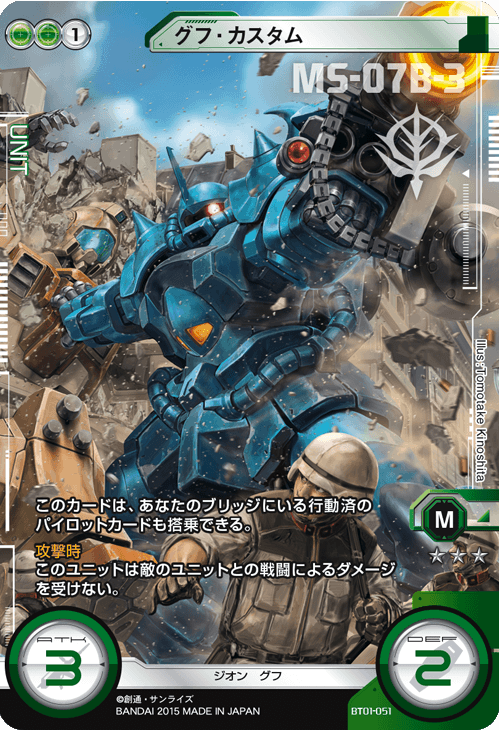 1
グフ・カスタム
MS-07B-3
UNIT
Illus:Tomotake Kinoshita
このカードは、あなたのブリッジにいる行動済の
パイロットカードも搭乗できる。
攻撃時
このユニットは敵のユニットとの戦闘によるダメージ
を受けない。
M
ATK
3
DEF
2
ジオン グフ
©創通・サンライズ
BANDAI 2015 MADE IN JAPAN
BT01-051